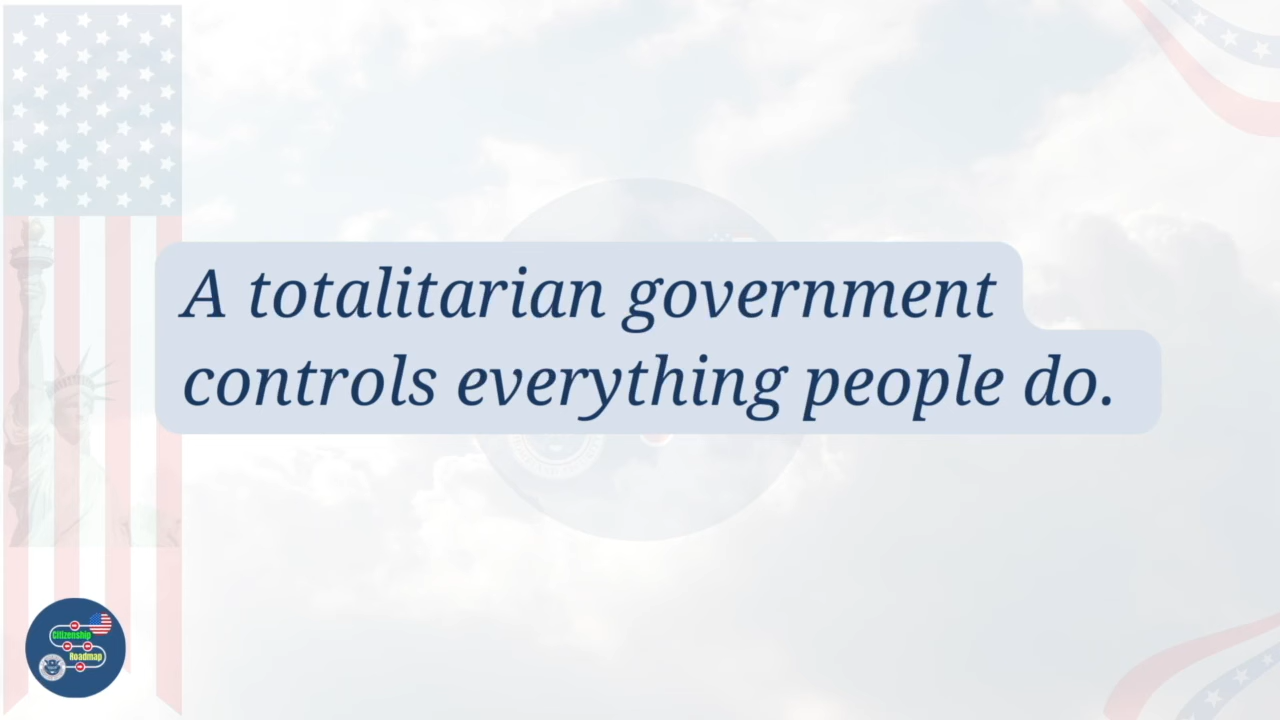 A totalitarian government
controls everything people do.
Citizenship
Roadmap